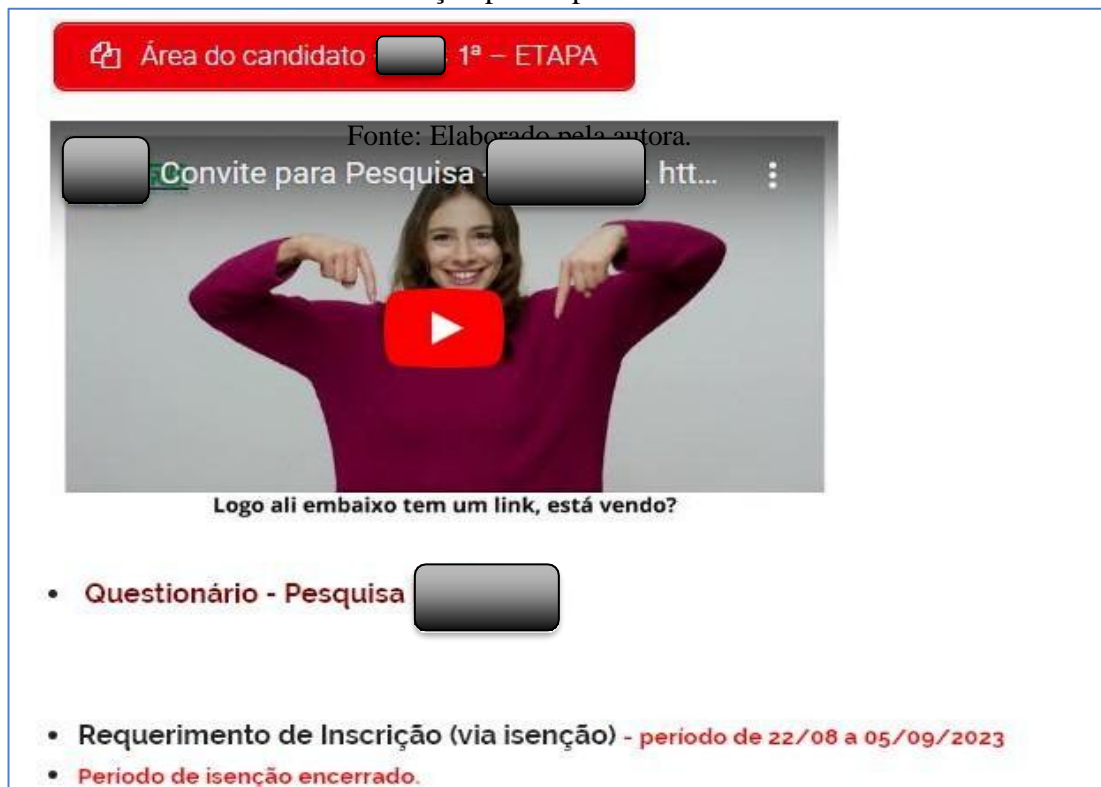 Área do candidato - 1ª – ETAPA
Fonte: Elaborado pela autora.
Convite para Pesquisa - . htt...
Logo ali embaixo tem um link, está vendo?
• Questionário - Pesquisa
• Requerimento de Inscrição (via isenção) - período de 22/08 a 05/09/2023
• Período de isenção encerrado.